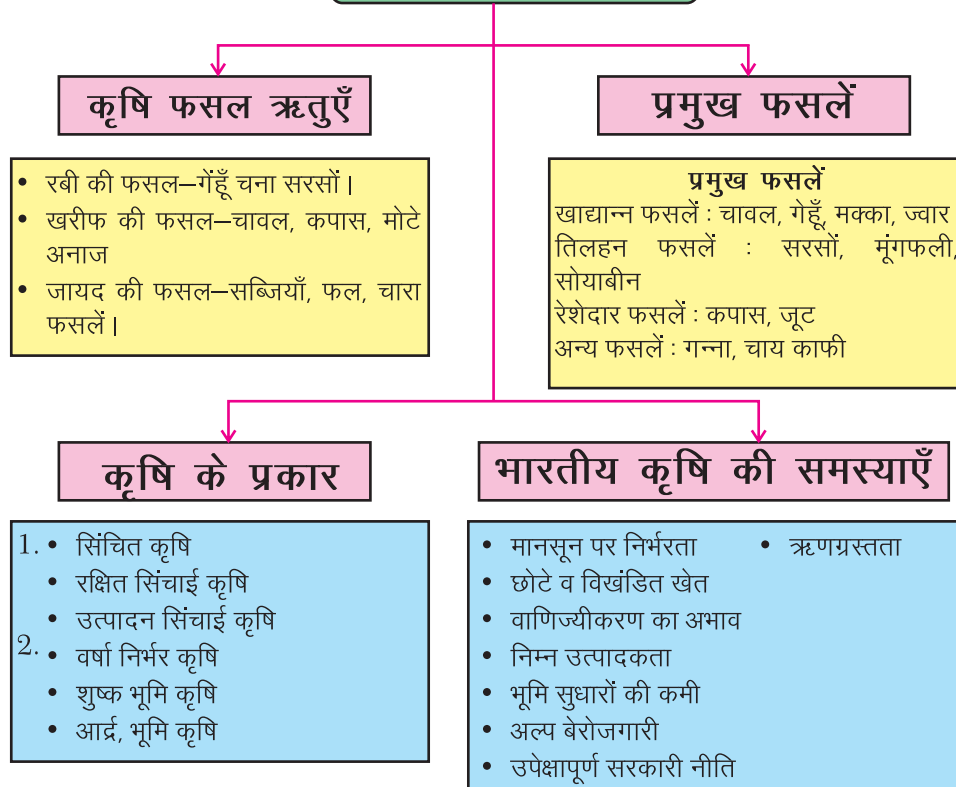 कृषि फसल ऋतुएँ
• रबी की फसल–गेंहूँ चना सरसों।
• खरीफ की फसल–चावल, कपास, मोटे
अनाज
• जायद की फसल–सब्जियाँ, फल, चारा
फसलें।
प्रमुख फसलें
प्रमुख फसलें
खाद्यान्न फसलें : चावल, गेहूँ, मक्का, ज्वार
तिलहन फसलें : सरसों, मूंगफली,
सोयाबीन
रेशेदार फसलें : कपास, जूट
अन्य फसलें : गन्ना, चाय काफी
कृषि के प्रकार
1. • सिंचित कृषि
• रक्षित सिंचाई कृषि
• उत्पादन सिंचाई कृषि
2. • वर्षा निर्भर कृषि
• शुष्क भूमि कृषि
• आर्द्र, भूमि कृषि
भारतीय कृषि की समस्याएँ
• मानसून पर निर्भरता • ऋणग्रस्तता
• छोटे व विखंडित खेत
• वाणिज्यीकरण का अभाव
• निम्न उत्पादकता
• भूमि सुधारों की कमी
• अल्प बेरोजगारी
• उपेक्षापूर्ण सरकारी नीति